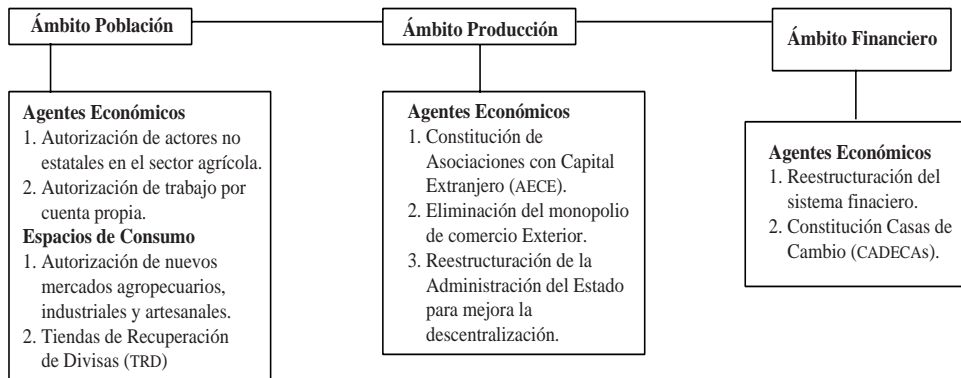 Ámbito Población
Ámbito Producción
Ámbito Financiero
Agentes Económicos
1. Autorización de actores no
estatales en el sector agrícola.
2. Autorización de trabajo por
cuenta propia.
Espacios de Consumo
1. Autorización de nuevos
mercados agropecuarios,
industriales y artesanales.
2. Tiendas de Recuperación
de Divisas (TRD)
Agentes Económicos
1. Constitución de
Asociaciones con Capital
Extranjero (AECE).
2. Eliminación del monopolio
de comercio Exterior.
3. Reestructuración de la
Administración del Estado
para mejora la
descentralización.
Agentes Económicos
1. Reestructuración del
sistema finaciero.
2. Constitución Casas de
Cambio (CADECAs).